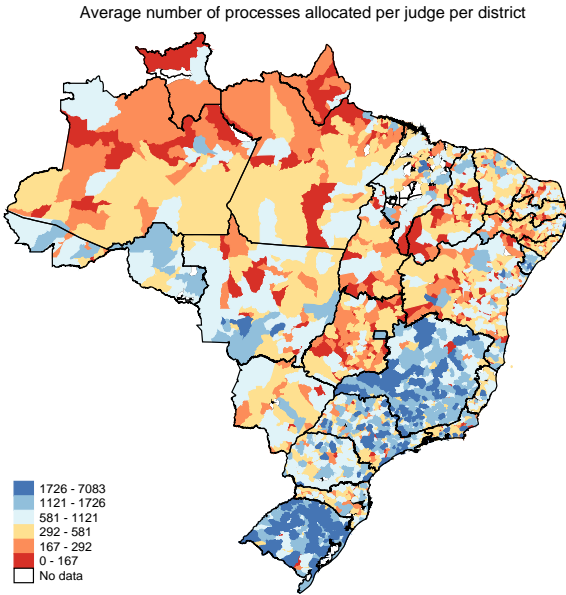 Average number of processes allocated per judge per district
1726 - 7083
1121 - 1726
581 - 1121
292 - 581
167 - 292
0 - 167
No data